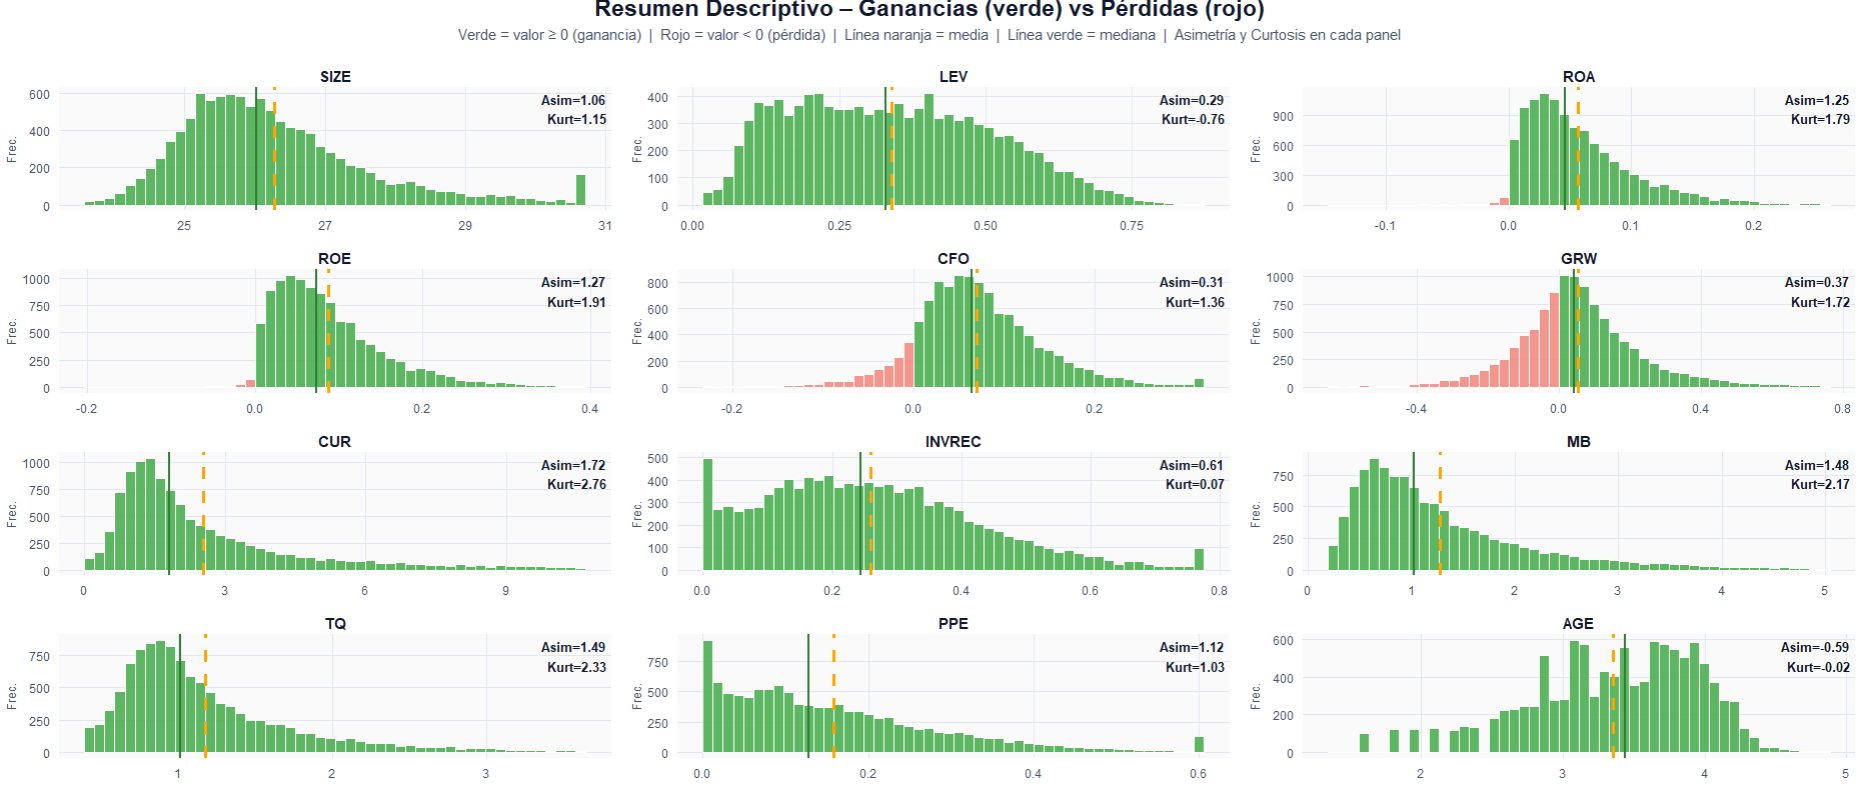 Resumen Descriptivo – Ganancias (verde) vs Pérdidas (rojo)
Verde = valor ≥ 0 (ganancia) | Rojo = valor < 0 (pérdida) | Línea naranja = media | Línea verde = mediana | Asimetría y Curtosis en cada panel
SIZE
Asim=1.06
Kurt=1.15
Frec.
600
400
200
0
25 27 29 31
LEV
Asim=0.29
Kurt=-0.76
Frec.
400
300
200
100
0
0.00 0.25 0.50 0.75
ROA
Asim=1.25
Kurt=1.79
Frec.
900
600
300
0
-0.1 0.0 0.1 0.2
ROE
Asim=1.27
Kurt=1.91
Frec.
1000
750
500
250
0
-0.2 0.0 0.2 0.4
CFO
Asim=0.31
Kurt=1.36
Frec.
800
600
400
200
0
-0.2 0.0 0.2
GRW
Asim=0.37
Kurt=1.72
Frec.
1000
750
500
250
0
-0.4 0.0 0.4 0.8
CUR
Asim=1.72
Kurt=2.76
Frec.
1000
750
500
250
0
0 3 6 9
INVREC
Asim=0.61
Kurt=0.07
Frec.
500
400
300
200
100
0
0.0 0.2 0.4 0.6 0.8
MB
Asim=1.48
Kurt=2.17
Frec.
750
500
250
0
0 1 2 3 4 5
TQ
Asim=1.49
Kurt=2.33
Frec.
750
500
250
0
1 2 3
PPE
Asim=1.12
Kurt=1.03
Frec.
750
500
250
0
0.0 0.2 0.4 0.6
AGE
Asim=-0.59
Kurt=-0.02
Frec.
600
400
200
0
2 3 4 5